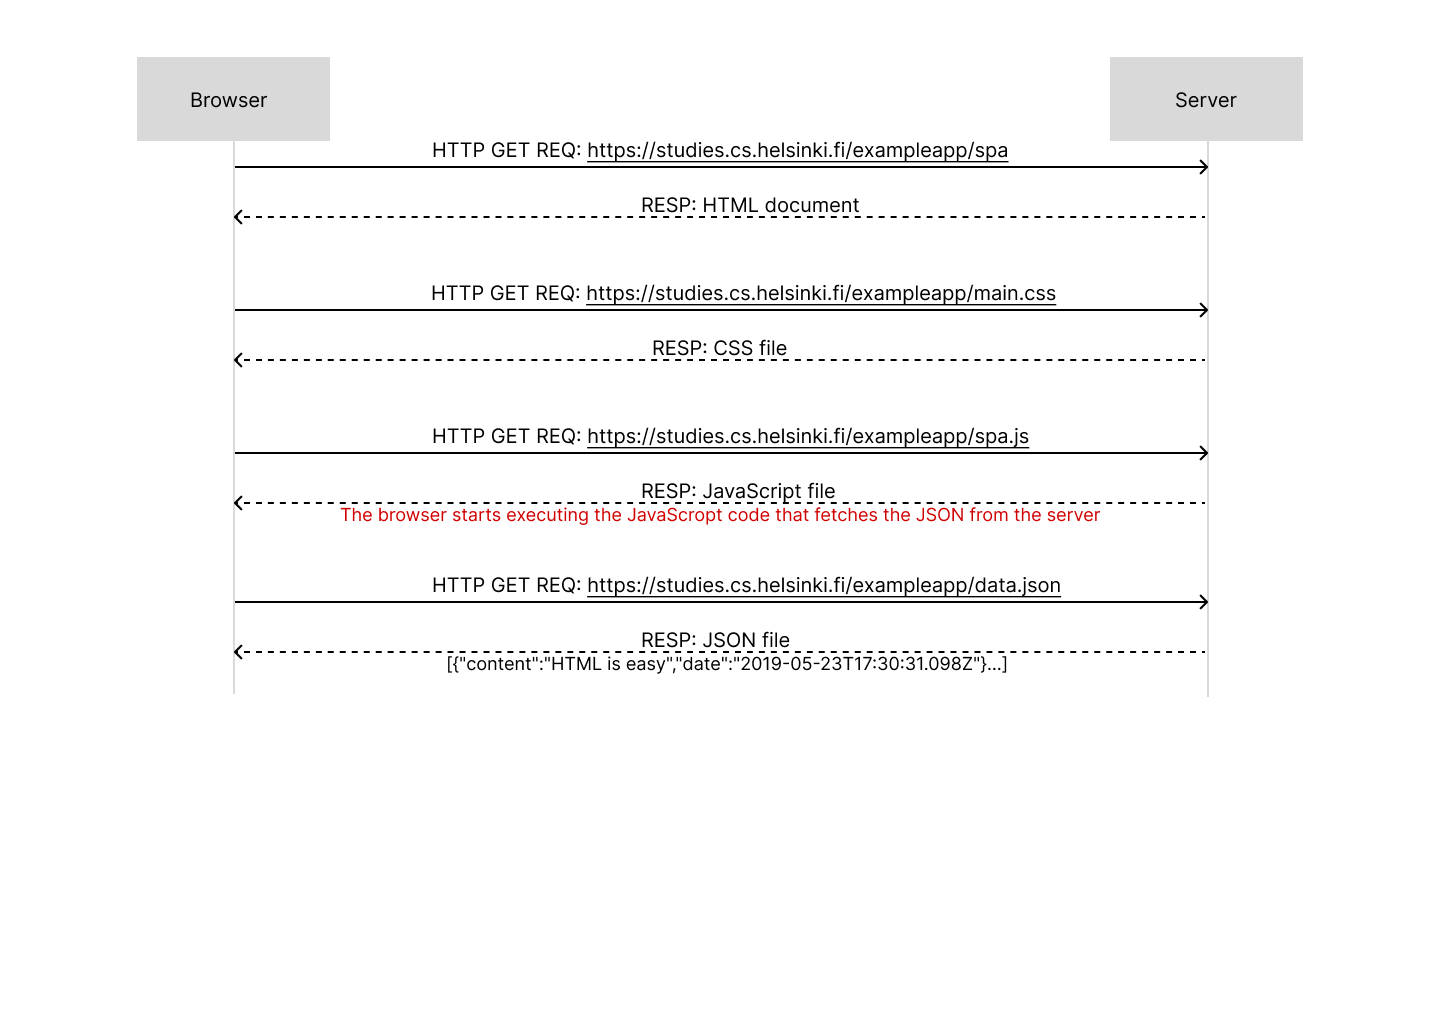 Browser
Server
HTTP GET REQ: https://studies.cs.helsinki.fi/exampleapp/spa
RESP: HTML document
HTTP GET REQ: https://studies.cs.helsinki.fi/exampleapp/main.css
RESP: CSS file
HTTP GET REQ: https://studies.cs.helsinki.fi/exampleapp/spa.js
RESP: JavaScript file
The browser starts executing the JavaScropt code that fetches the JSON from the server
HTTP GET REQ: https://studies.cs.helsinki.fi/exampleapp/data.json
RESP: JSON file
[{"content":"HTML is easy","date":"2019-05-23T17:30:31.098Z"}...]